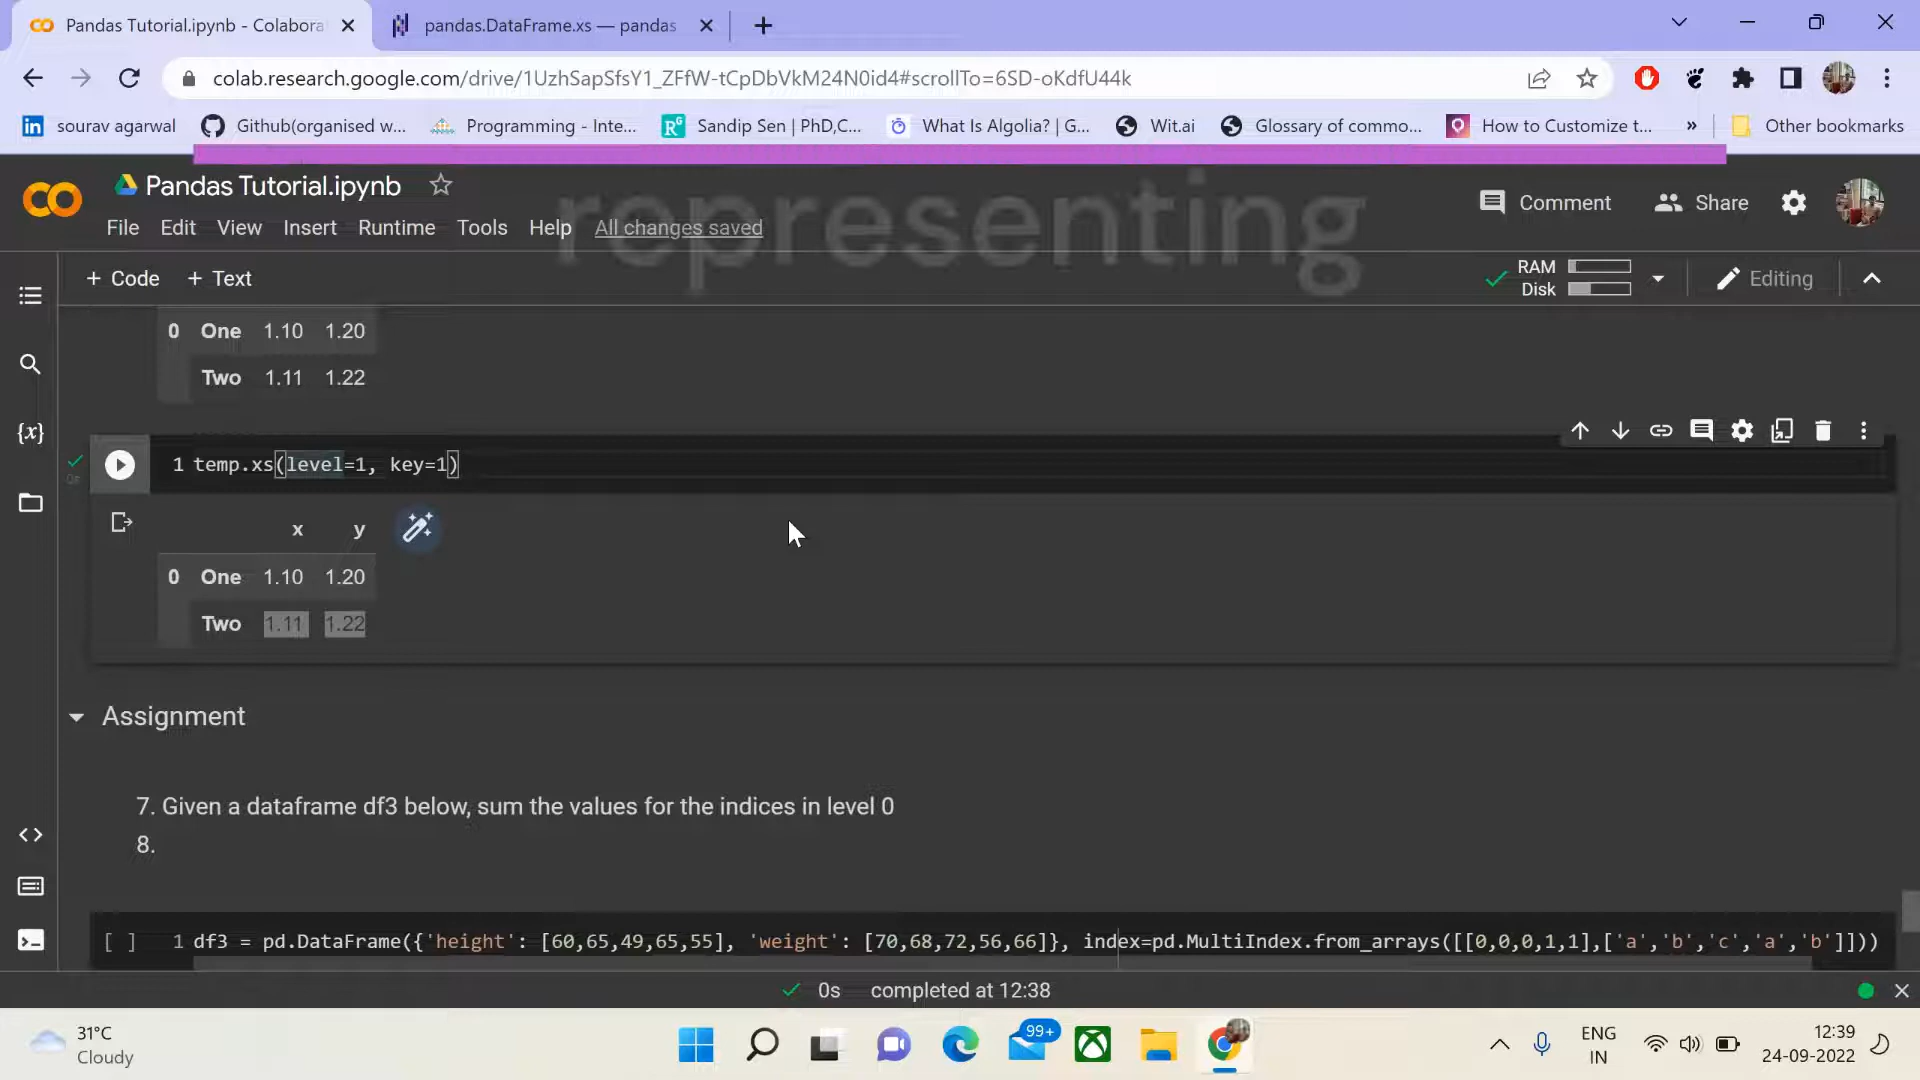 Pandas Tutorial.ipynb - Colabora
pandas.DataFrame.xs — pandas
colab.research.google.com/drive/1UzhSapSfsY1_ZFfW-tCpDbVkM24N0id4#scrollTo=6SD-oKdfU44k
sourav agarwal
Github(organised w...
Programming - Inte...
Sandip Sen | PhD,C...
What Is Algolia? | G...
Wit.ai
Glossary of commo...
How to Customize t...
»
Other bookmarks
Pandas Tutorial.ipynb
representing
Comment
Share
File Edit View Insert Runtime Tools Help All changes saved
+ Code + Text
RAM
Disk
Editing
0 One 1.10 1.20
Two 1.11 1.22
1 temp.xs(level=1, key=1)
0s
x y
0 One 1.10 1.20
Two 1.11 1.22
Assignment
7. Given a dataframe df3 below, sum the values for the indices in level 0
8.
[ ] 1 df3 = pd.DataFrame({'height': [60,65,49,65,55], 'weight': [70,68,72,56,66]}, index=pd.MultiIndex.from_arrays([[0,0,0,1,1],['a','b','c','a','b']]))
0s completed at 12:38
31°C
Cloudy
99+
ENG
IN
12:39
24-09-2022